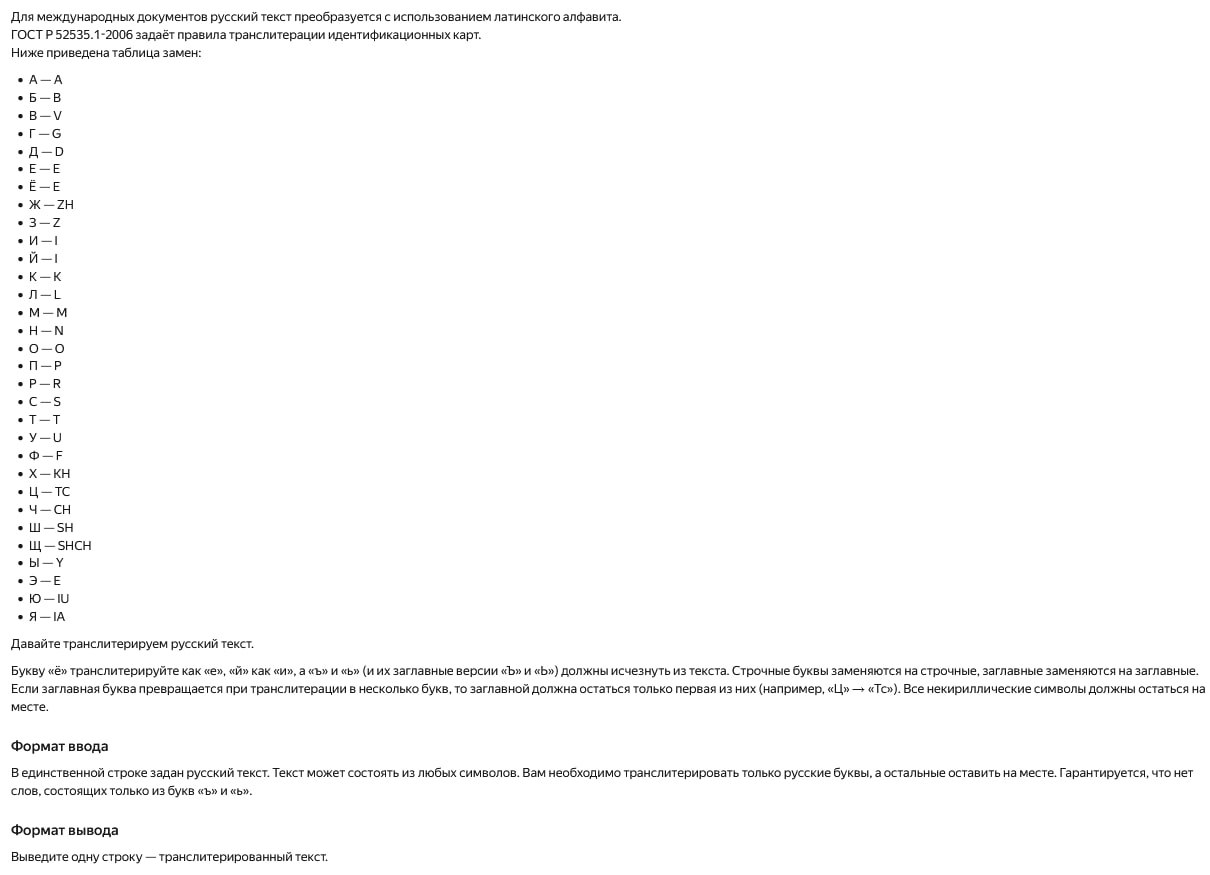 Для международных документов русский текст преобразуется с использованием латинского алфавита.
ГОСТ Р 52535.1-2006 задаёт правила транслитерации идентификационных карт.
Ниже приведена таблица замен:
• А — A
• Б — B
• В — V
• Г — G
• Д — D
• Е — E
• Ё — E
• Ж — ZH
• З — Z
• И — I
• Й — I
• К — K
• Л — L
• М — M
• Н — N
• О — O
• П — P
• Р — R
• С — S
• Т — T
• У — U
• Ф — F
• Х — KH
• Ц — TC
• Ч — CH
• Ш — SH
• Щ — SHCH
• Ы — Y
• Э — E
• Ю — IU
• Я — IA
Давайте транслитерируем русский текст.
Букву «ё» транслитерируйте как «е», «й» как «и», а «ъ» и «ь» (и их заглавные версии «Ъ» и «Ь») должны исчезнуть из текста. Строчные буквы заменяются на строчные, заглавные заменяются на заглавные.
Если заглавная буква превращается при транслитерации в несколько букв, то заглавной должна остаться только первая из них (например, «Ц» → «Tc»). Все некириллические символы должны остаться на
месте.
Формат ввода
В единственной строке задан русский текст. Текст может состоять из любых символов. Вам необходимо транслитерировать только русские буквы, а остальные оставить на месте. Гарантируется, что нет
слов, состоящих только из букв «ъ» и «ь».
Формат вывода
Выведите одну строку — транслитерированный текст.